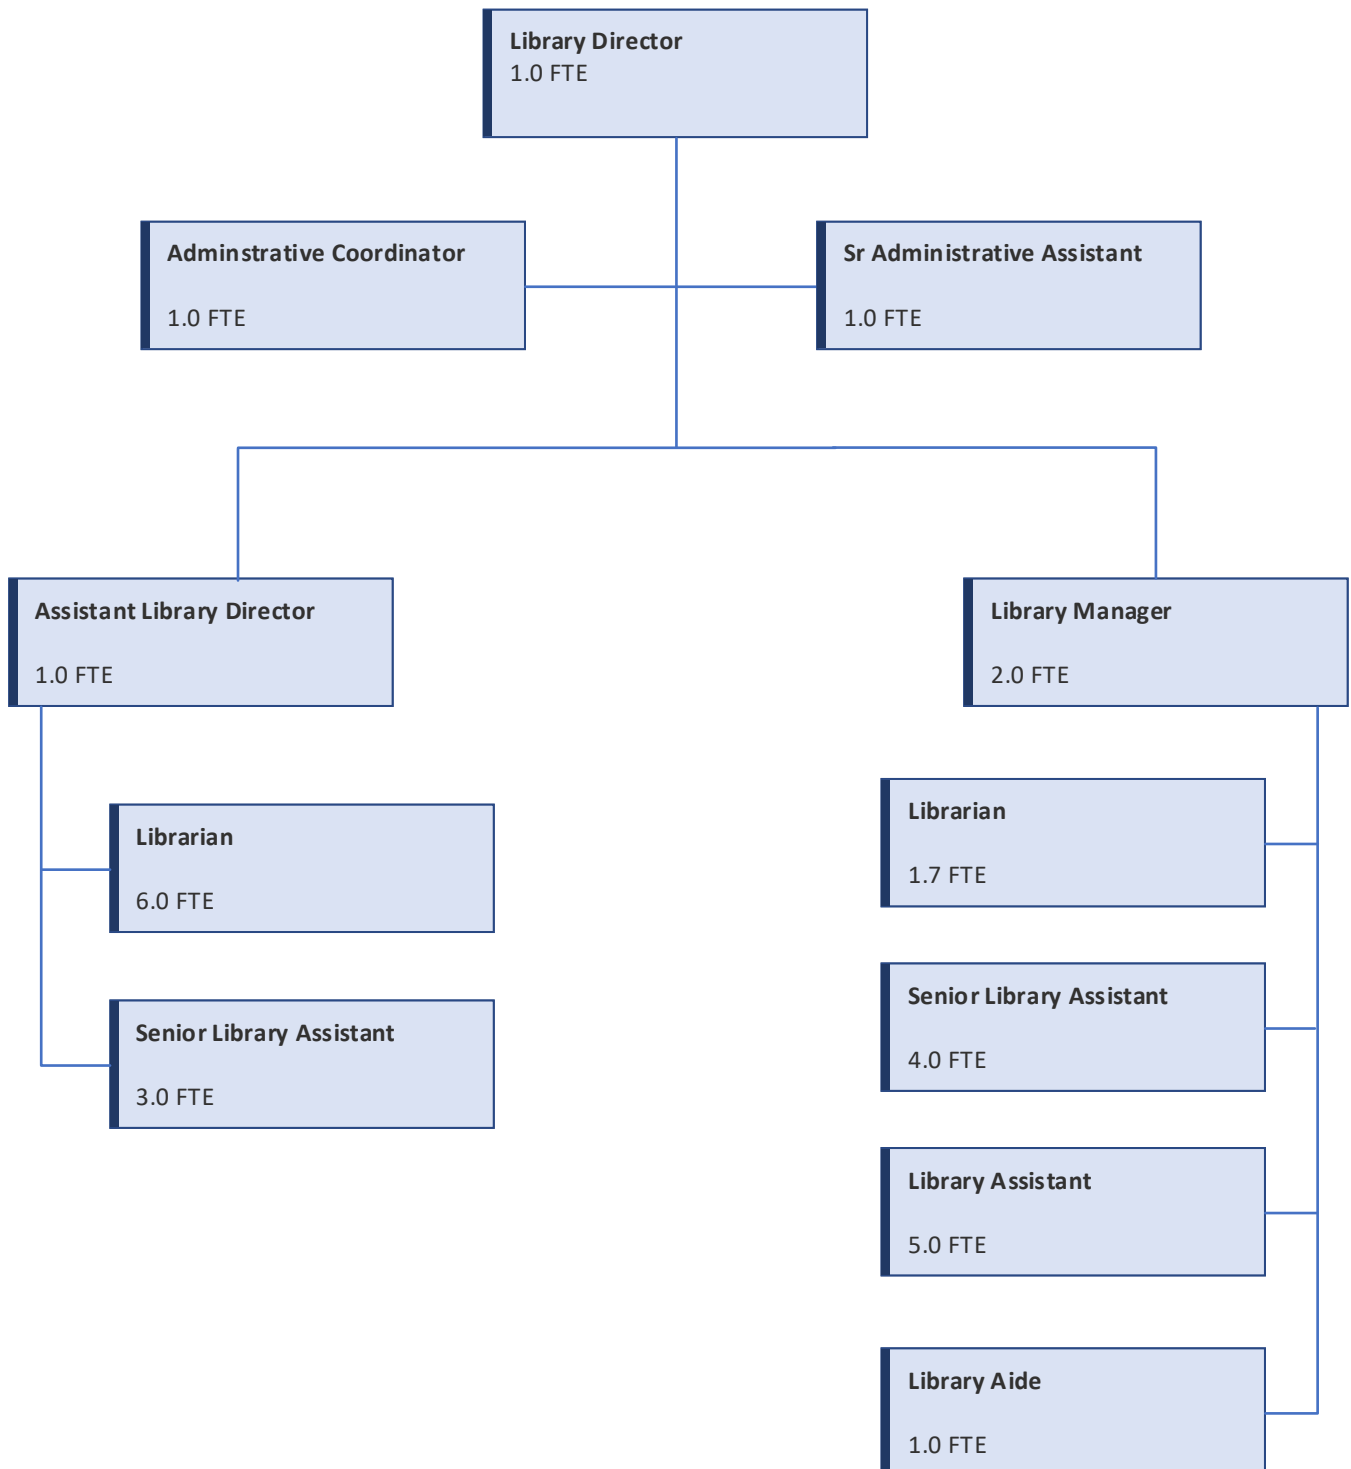 Library Director
1.0 FTE
Adminstrative Coordinator
1.0 FTE
Sr Administrative Assistant
1.0 FTE
Assistant Library Director
1.0 FTE
Library Manager
2.0 FTE
Librarian
6.0 FTE
Senior Library Assistant
3.0 FTE
Librarian
1.7 FTE
Senior Library Assistant
4.0 FTE
Library Assistant
5.0 FTE
Library Aide
1.0 FTE